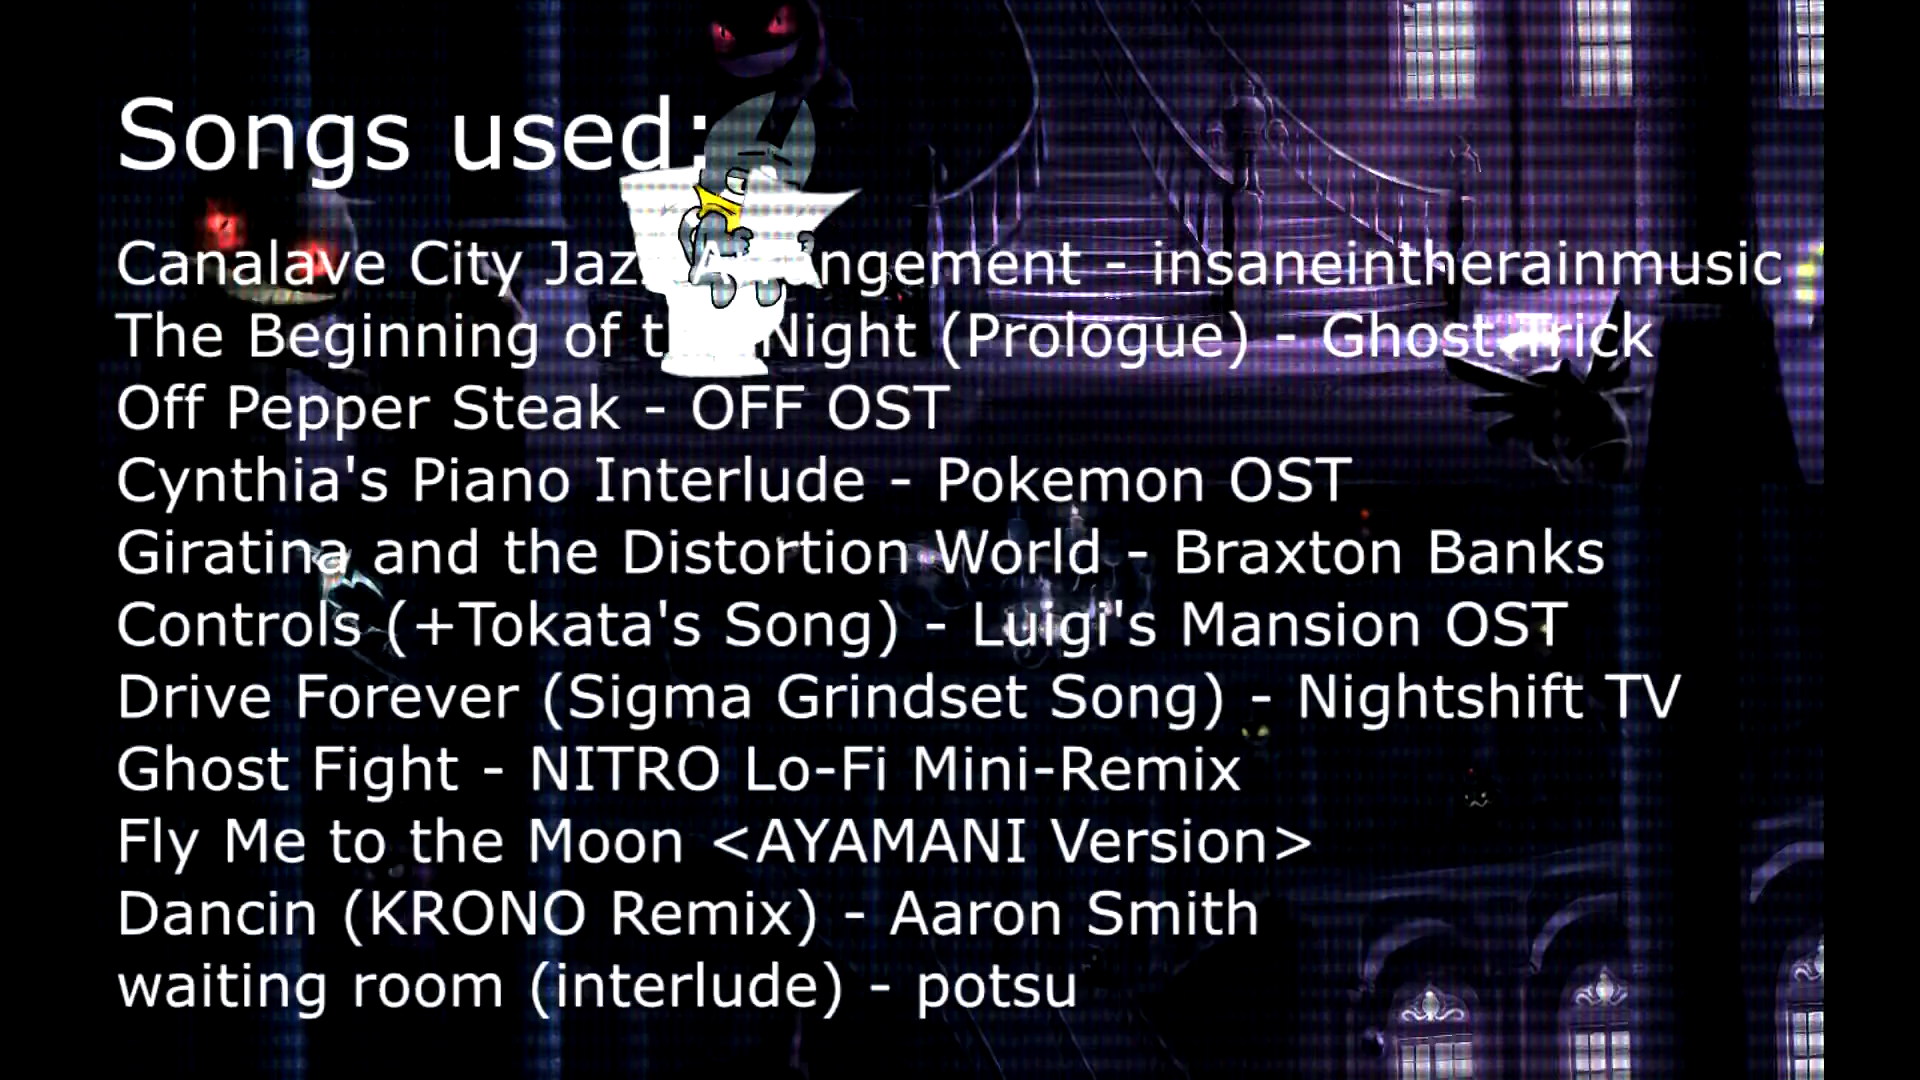 Songs used:
Canalave City Jazz Arrangement - insaneintherainmusic
The Beginning of the Night (Prologue) - Ghost Trick
Off Pepper Steak - OFF OST
Cynthia's Piano Interlude - Pokemon OST
Giratina and the Distortion World - Braxton Banks
Controls (+Tokata's Song) - Luigi's Mansion OST
Drive Forever (Sigma Grindset Song) - Nightshift TV
Ghost Fight - NITRO Lo-Fi Mini-Remix
Fly Me to the Moon <AYAMANI Version>
Dancin (KRONO Remix) - Aaron Smith
waiting room (interlude) - potsu